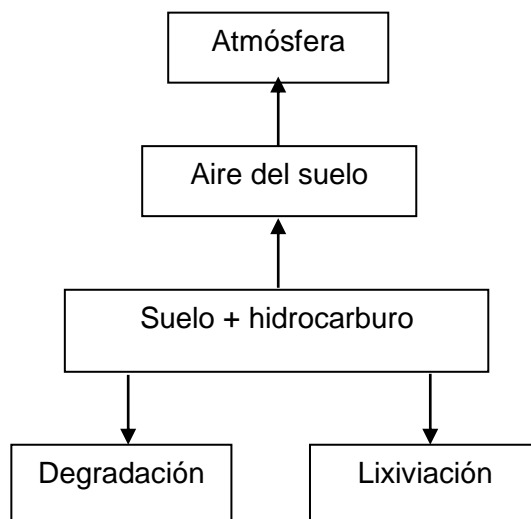 Atmósfera
Aire del suelo
Suelo + hidrocarburo
Degradación
Lixiviación